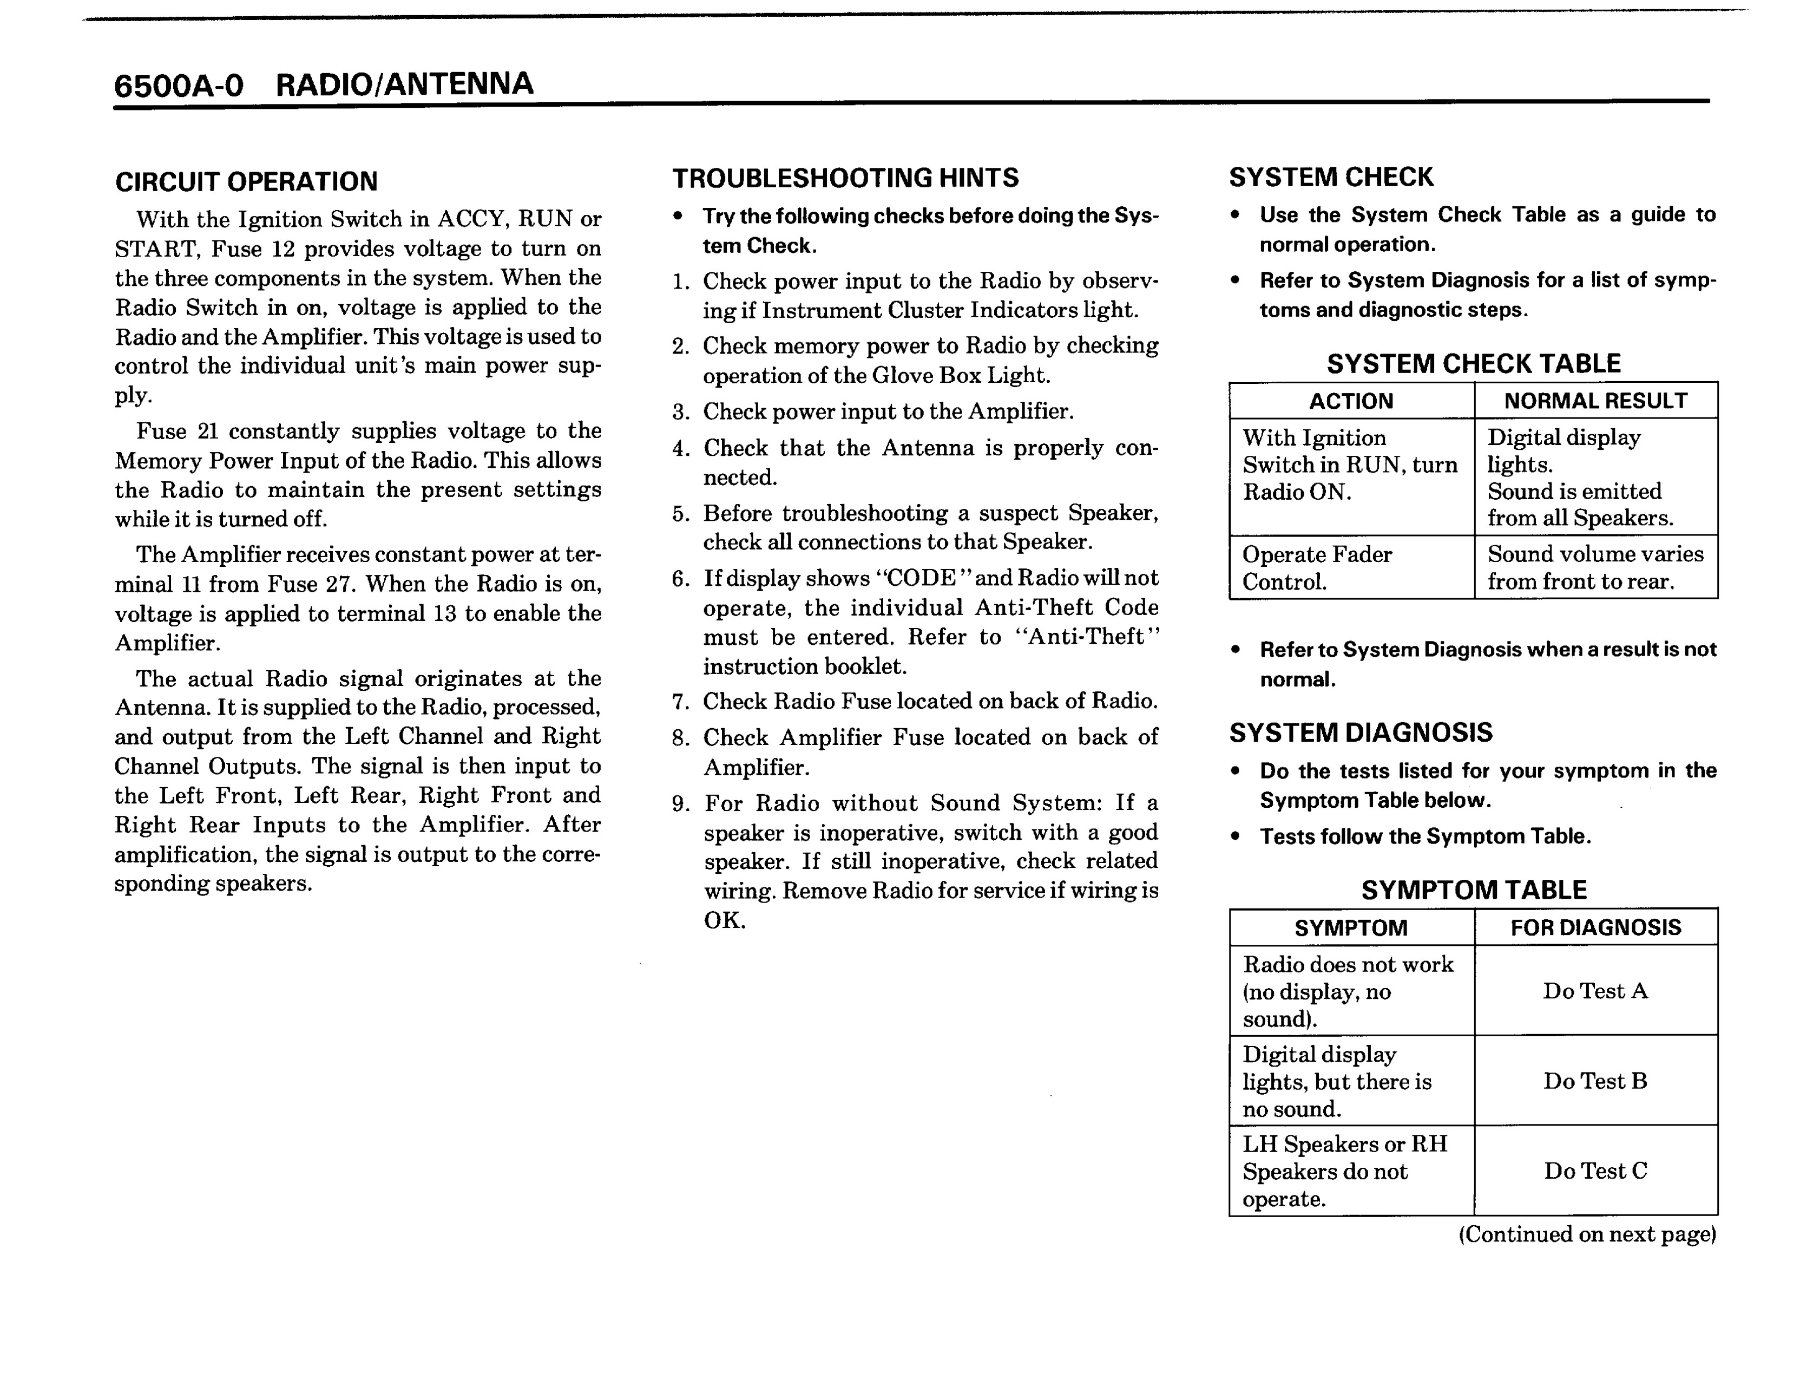 6500A-0 RADIO/ANTENNA
CIRCUIT OPERATION
With the Ignition Switch in ACCY, RUN or
START, Fuse 12 provides voltage to turn on
the three components in the system. When the
Radio Switch in on, voltage is applied to the
Radio and the Amplifier. This voltage is used to
control the individual unit's main power sup-
ply.
Fuse 21 constantly supplies voltage to the
Memory Power Input of the Radio. This allows
the Radio to maintain the present settings
while it is turned off.
The Amplifier receives constant power at ter-
minal 11 from Fuse 27. When the Radio is on,
voltage is applied to terminal 13 to enable the
Amplifier.
The actual Radio signal originates at the
Antenna. It is supplied to the Radio, processed,
and output from the Left Channel and Right
Channel Outputs. The signal is then input to
the Left Front, Left Rear, Right Front and
Right Rear Inputs to the Amplifier. After
amplification, the signal is output to the corre-
sponding speakers.
TROUBLESHOOTING HINTS
• Try the following checks before doing the Sys-
tem Check.
1. Check power input to the Radio by observ-
ing if Instrument Cluster Indicators light.
2. Check memory power to Radio by checking
operation of the Glove Box Light.
3. Check power input to the Amplifier.
4. Check that the Antenna is properly con-
nected.
5. Before troubleshooting a suspect Speaker,
check all connections to that Speaker.
6. If display shows "CODE" and Radio will not
operate, the individual Anti-Theft Code
must be entered. Refer to "Anti-Theft"
instruction booklet.
7. Check Radio Fuse located on back of Radio.
8. Check Amplifier Fuse located on back of
Amplifier.
9. For Radio without Sound System: If a
speaker is inoperative, switch with a good
speaker. If still inoperative, check related
wiring. Remove Radio for service if wiring is
OK.
SYSTEM CHECK
• Use the System Check Table as a guide to
normal operation.
• Refer to System Diagnosis for a list of symp-
toms and diagnostic steps.
SYSTEM CHECK TABLE
ACTION NORMAL RESULT
With Ignition Digital display
Switch in RUN, turn lights.
Radio ON. Sound is emitted
from all Speakers.
Operate Fader Sound volume varies
Control. from front to rear.
• Refer to System Diagnosis when a result is not
normal.
SYSTEM DIAGNOSIS
• Do the tests listed for your symptom in the
Symptom Table below.
• Tests follow the Symptom Table.
SYMPTOM TABLE
SYMPTOM FOR DIAGNOSIS
Radio does not work
(no display, no Do Test A
sound).
Digital display
lights, but there is Do Test B
no sound.
LH Speakers or RH
Speakers do not Do Test C
operate.
(Continued on next page)